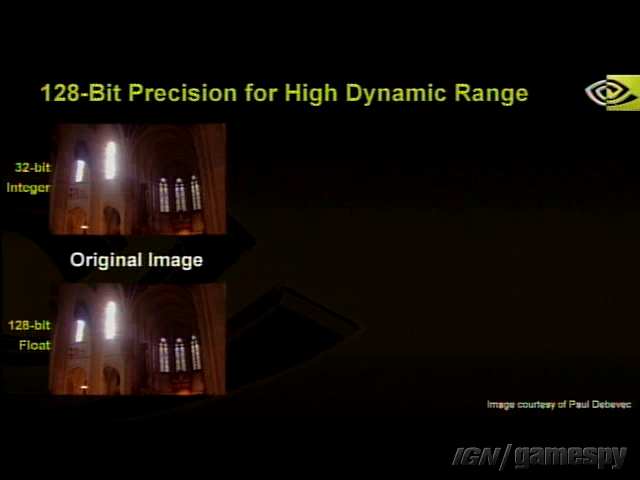 128-Bit Precision for High Dynamic Range
32-bit
Integer
Original Image
128-bit
Float
Image courtesy of Paul Debevec
IGN/gamespy